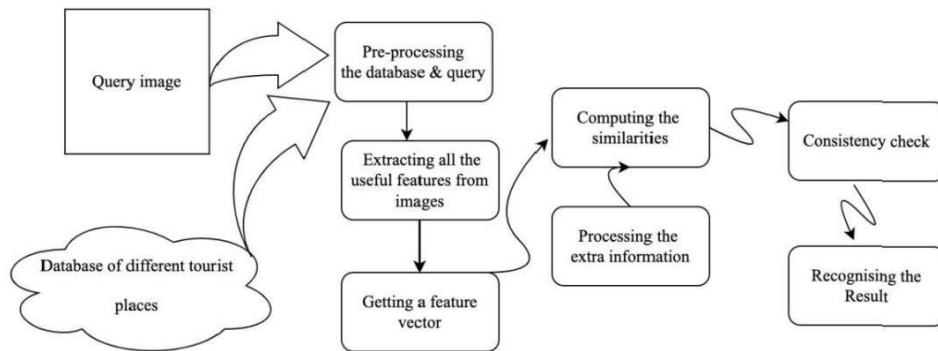 Query image
Pre-processing
the database & query
Extracting all the
useful features from
images
Getting a feature
vector
Database of different tourist
places
Computing the
similarities
Processing the
extra information
Consistency check
Recognising the
Result